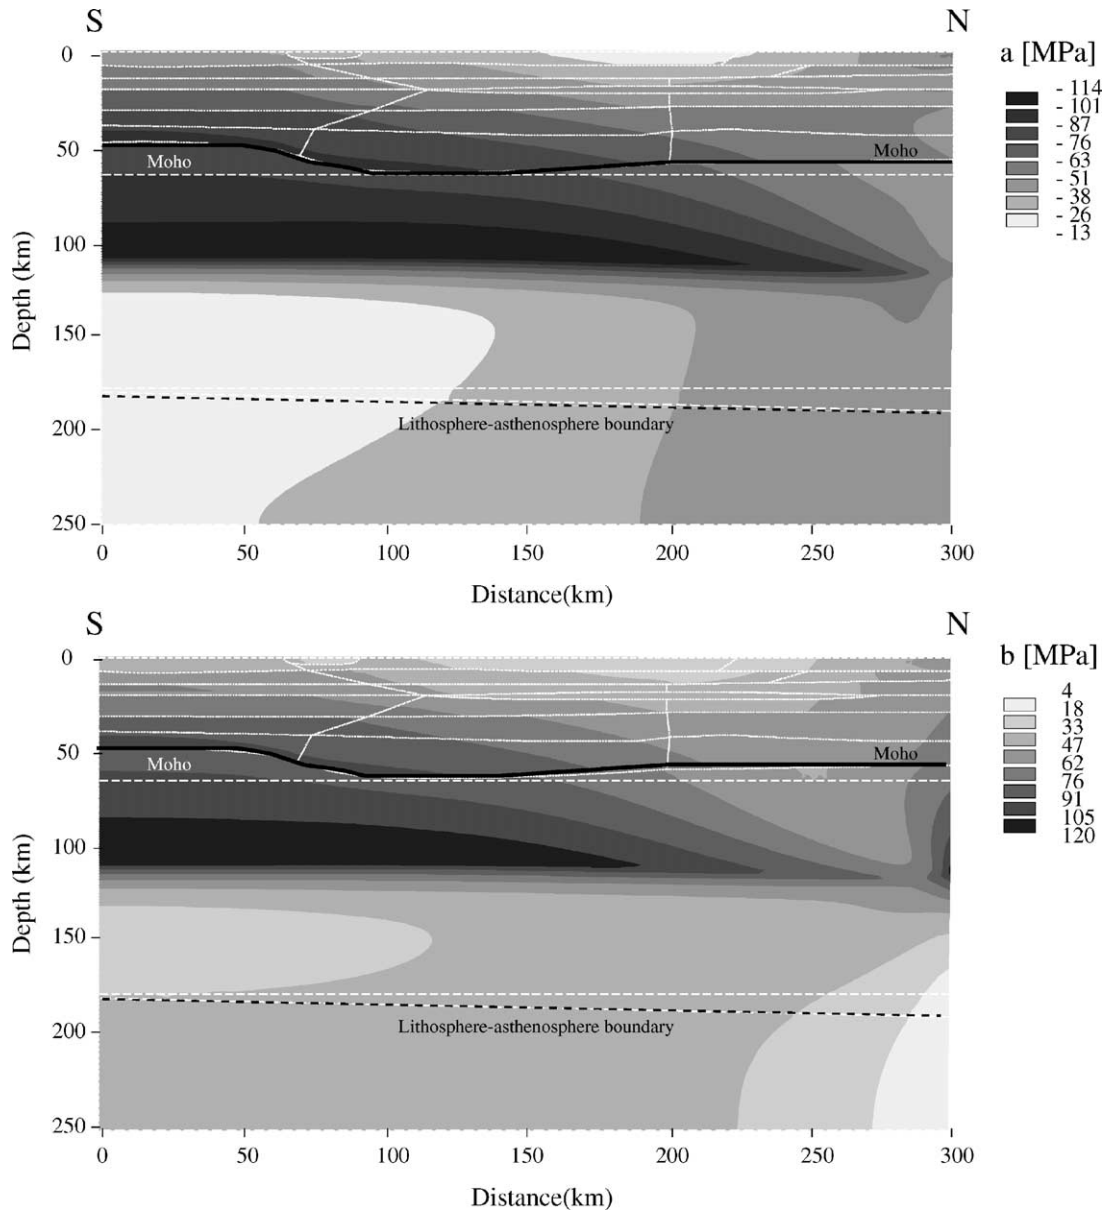 S N
a [MPa]
- 114
- 101
- 87
- 76
- 63
- 51
- 38
- 26
- 13
0
50
100
150
200
250
Depth (km)
Moho
Moho
Lithosphere-asthenosphere boundary
0 50 100 150 200 250 300
Distance(km)
S N
b [MPa]
4
18
33
47
62
76
91
105
120
0
50
100
150
200
250
Depth (km)
Moho
Moho
Lithosphere-asthenosphere boundary
0 50 100 150 200 250 300
Distance(km)